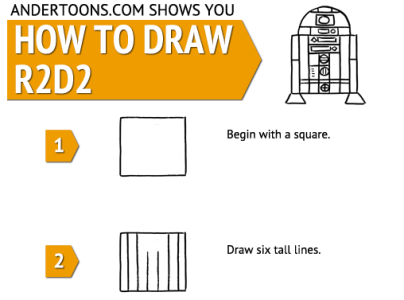 ANDERTOONS.COM SHOWS YOU
HOW TO DRAW
R2D2
1
Begin with a square.
2
Draw six tall lines.